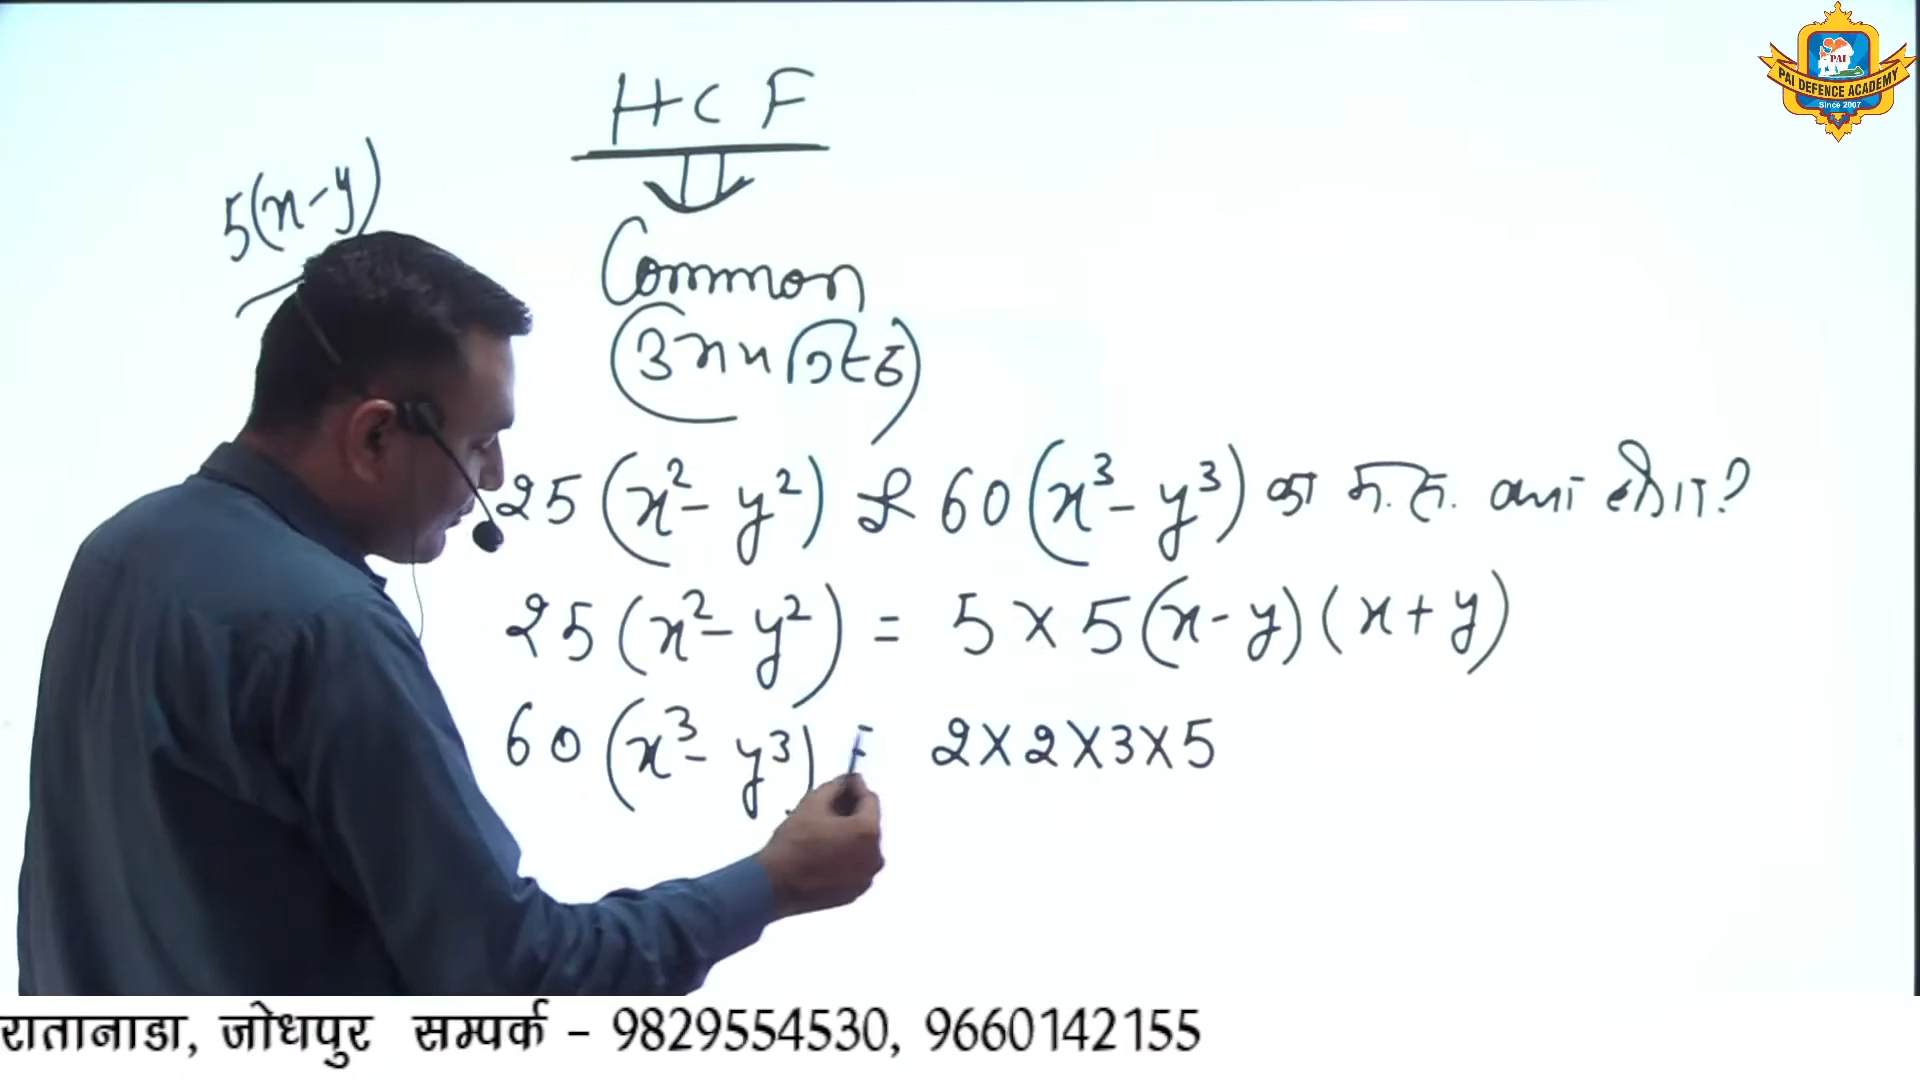 HCF
5(x-y)
Common
(उभयनिष्ठ)
25(x²-y²) & 60(x³-y³) का म.स. क्या होगा?
25(x²-y²) = 5×5(x-y)(x+y)
60(x³-y³) = 2×2×3×5
PAI
PAI DEFENCE ACADEMY
Since 2007
रातानाडा, जोधपुर सम्पर्क - 9829554530, 9660142155